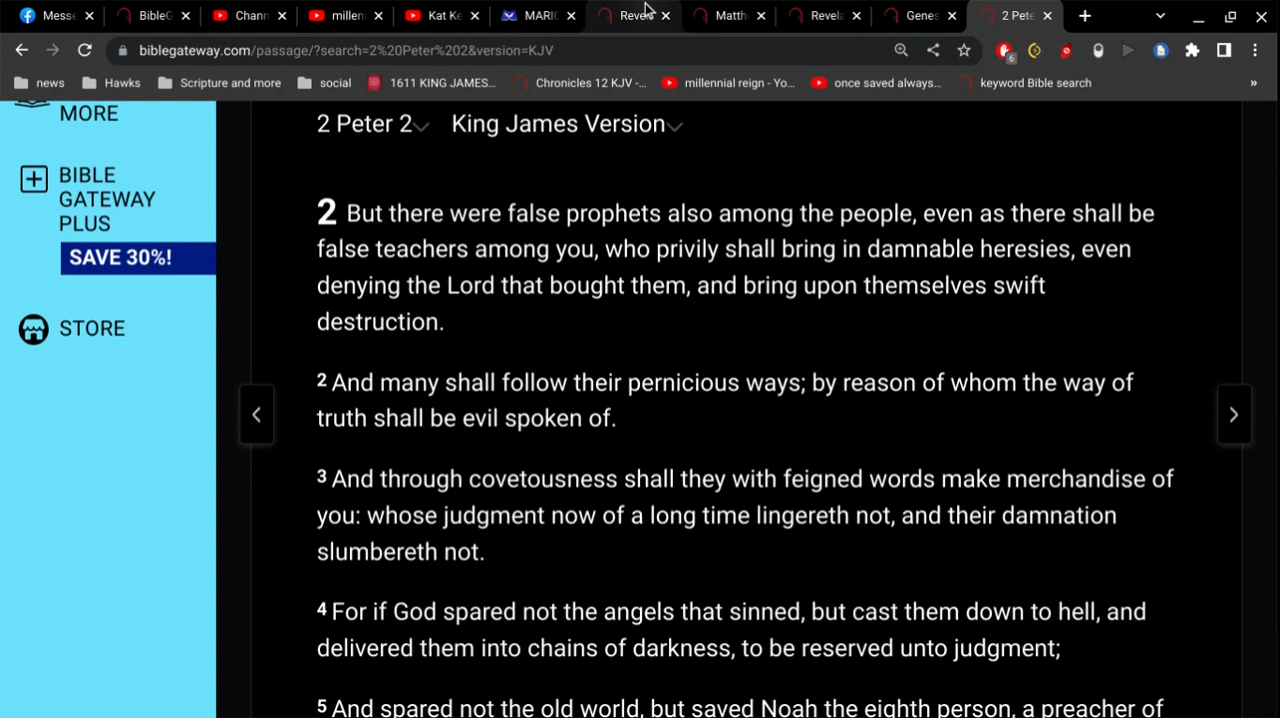 Messe
BibleG
Chann
millen
Kat Ke
MARI
Reve
Matth
Revela
Genes
2 Pete
biblegateway.com/passage/?search=2%20Peter%202&version=KJV
6
news
Hawks
Scripture and more
social
1611 KING JAMES...
Chronicles 12 KJV -...
millennial reign - Yo...
once saved always...
keyword Bible search
»
MORE
BIBLE
GATEWAY
PLUS
SAVE 30%!
STORE
2 Peter 2 King James Version
2 But there were false prophets also among the people, even as there shall be
false teachers among you, who privily shall bring in damnable heresies, even
denying the Lord that bought them, and bring upon themselves swift
destruction.
2 And many shall follow their pernicious ways; by reason of whom the way of
truth shall be evil spoken of.
3 And through covetousness shall they with feigned words make merchandise of
you: whose judgment now of a long time lingereth not, and their damnation
slumbereth not.
4 For if God spared not the angels that sinned, but cast them down to hell, and
delivered them into chains of darkness, to be reserved unto judgment;
5 And spared not the old world, but saved Noah the eighth person, a preacher of